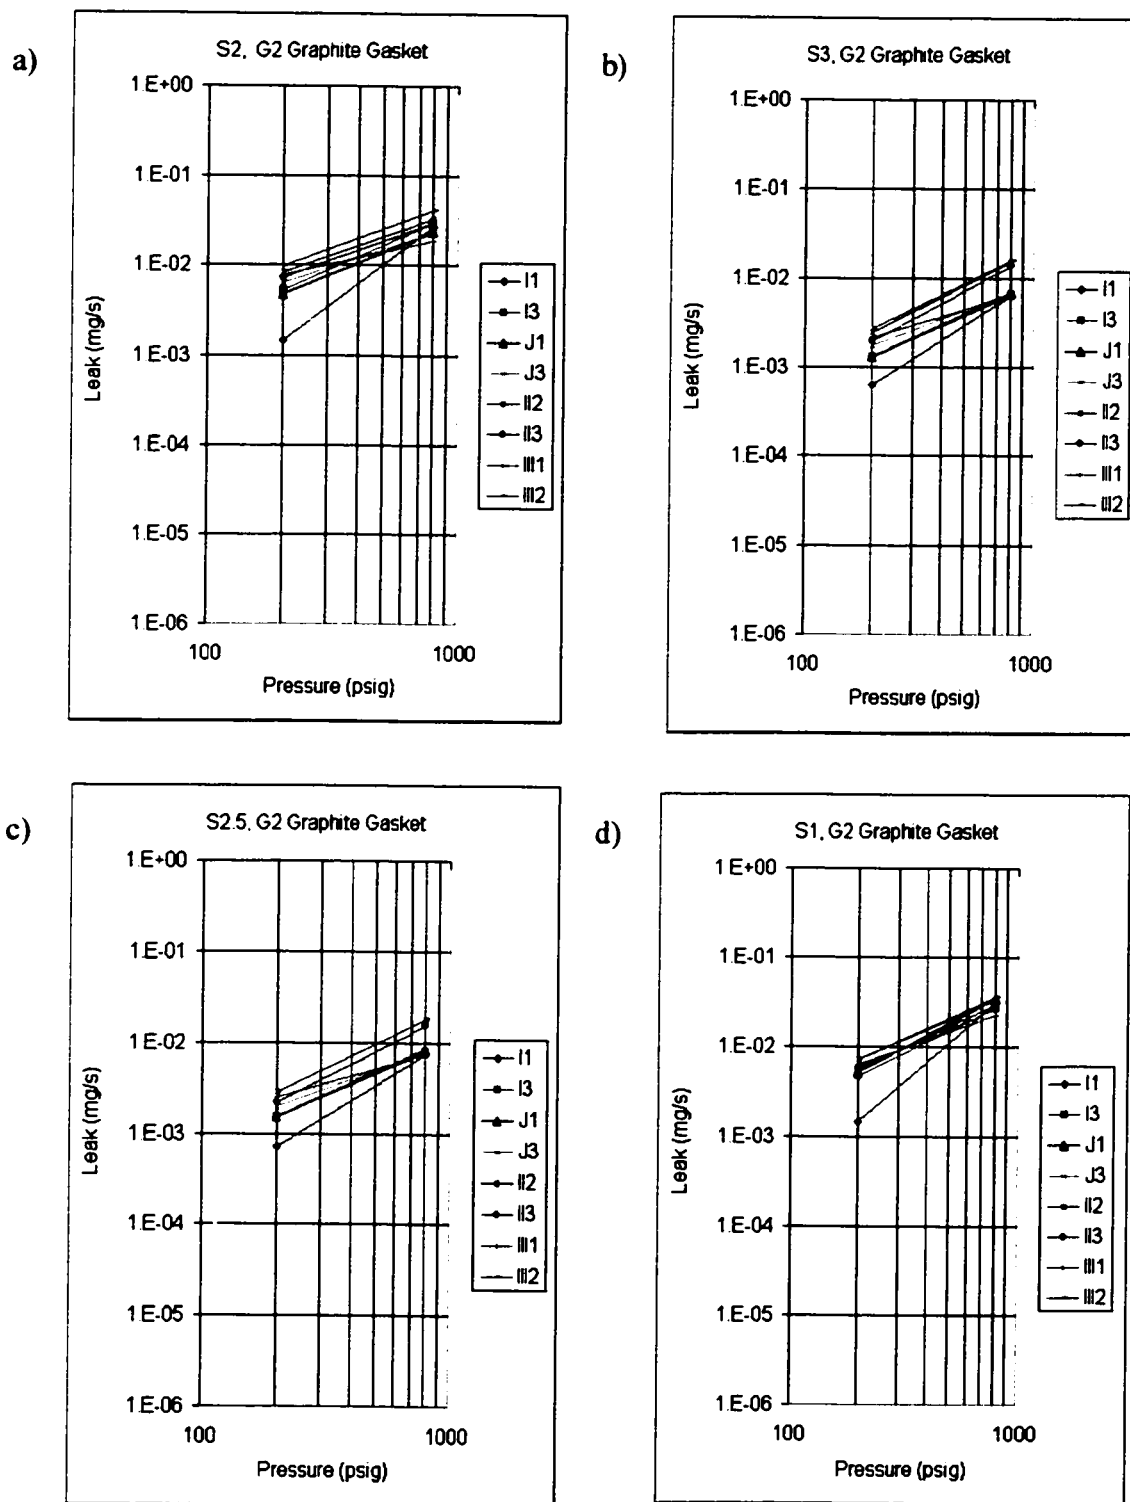 a)
S2, G2 Graphite Gasket
1.E+00
1.E-01
1.E-02
1.E-03
1.E-04
1.E-05
1.E-06
Leak (mg/s)
100
1000
Pressure (psig)
I1
I3
J1
J3
II2
II3
III1
III2
b)
S3, G2 Graphite Gasket
1.E+00
1.E-01
1.E-02
1.E-03
1.E-04
1.E-05
1.E-06
Leak (mg/s)
100
1000
Pressure (psig)
I1
I3
J1
J3
II2
II3
III1
III2
c)
S2.5, G2 Graphite Gasket
1.E+00
1.E-01
1.E-02
1.E-03
1.E-04
1.E-05
1.E-06
Leak (mg/s)
100
1000
Pressure (psig)
I1
I3
J1
J3
II2
II3
III1
III2
d)
S1, G2 Graphite Gasket
1.E+00
1.E-01
1.E-02
1.E-03
1.E-04
1.E-05
1.E-06
Leak (mg/s)
100
1000
Pressure (psig)
I1
I3
J1
J3
II2
II3
III1
III2